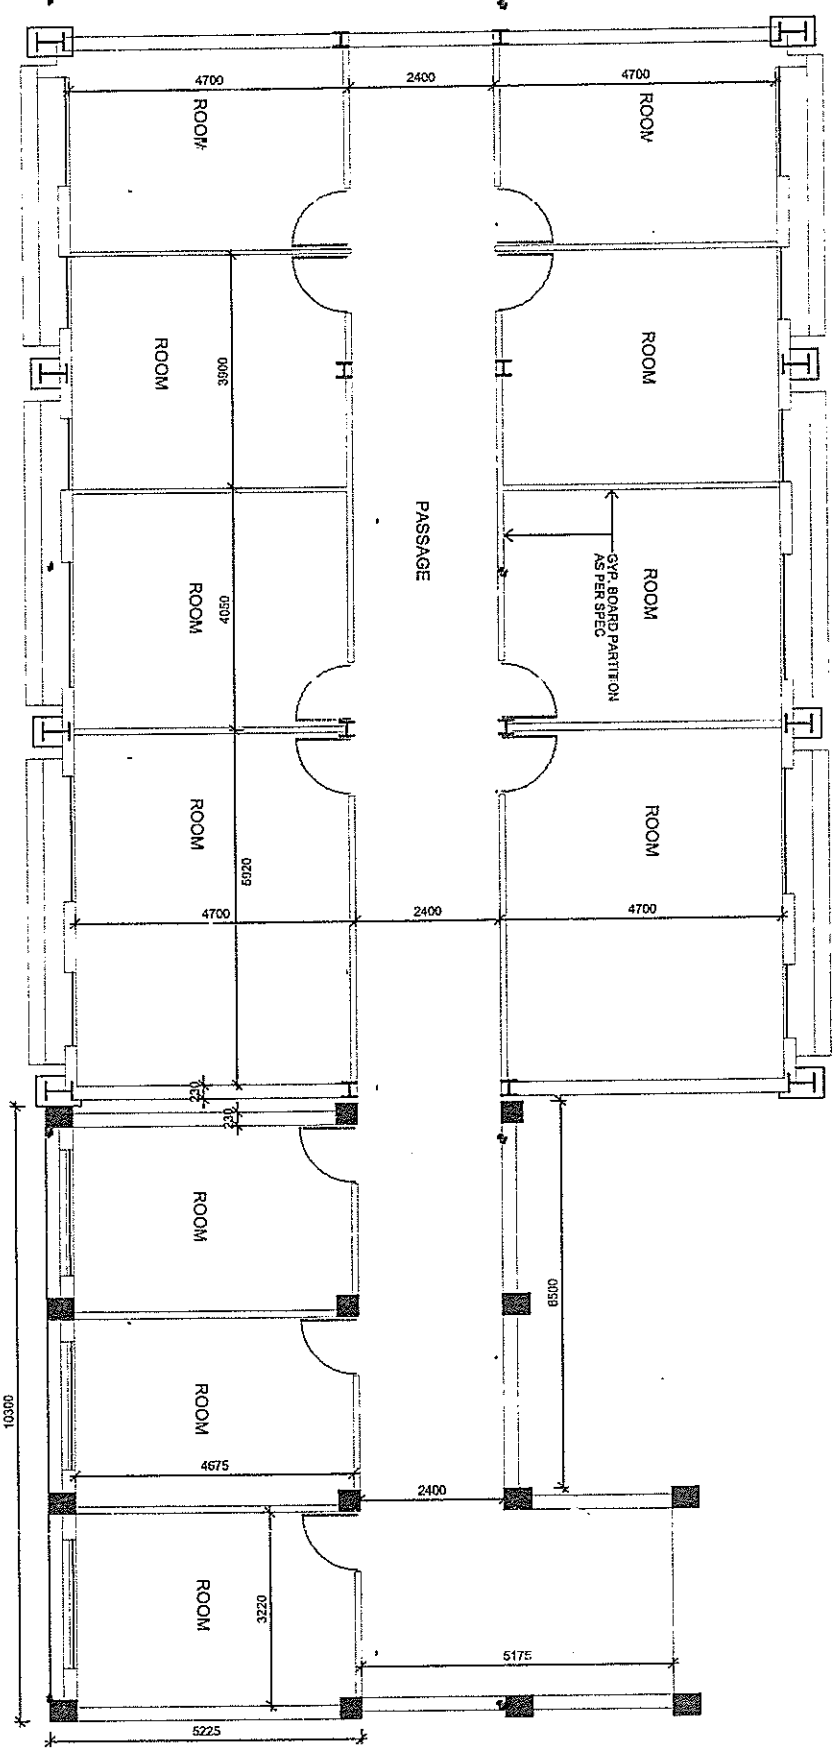 4700
2400
4700
ROOM
ROOM
ROOM
3900
ROOM
PASSAGE
GYP. BOARD PARTITION
AS PER SPEC
ROOM
4050
ROOM
ROOM
ROOM
5920
4700
2400
4700
230
230
ROOM
6500
ROOM
10300
4675
2400
ROOM
3220
5175
5225